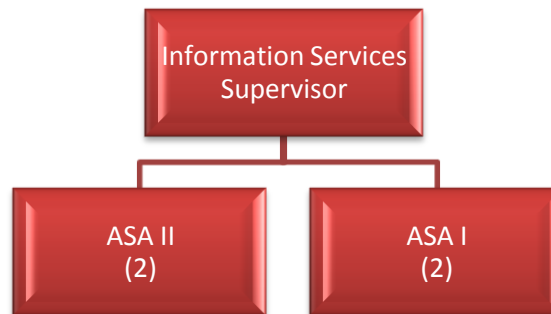 Information Services
Supervisor
ASA II
(2)
ASA I
(2)